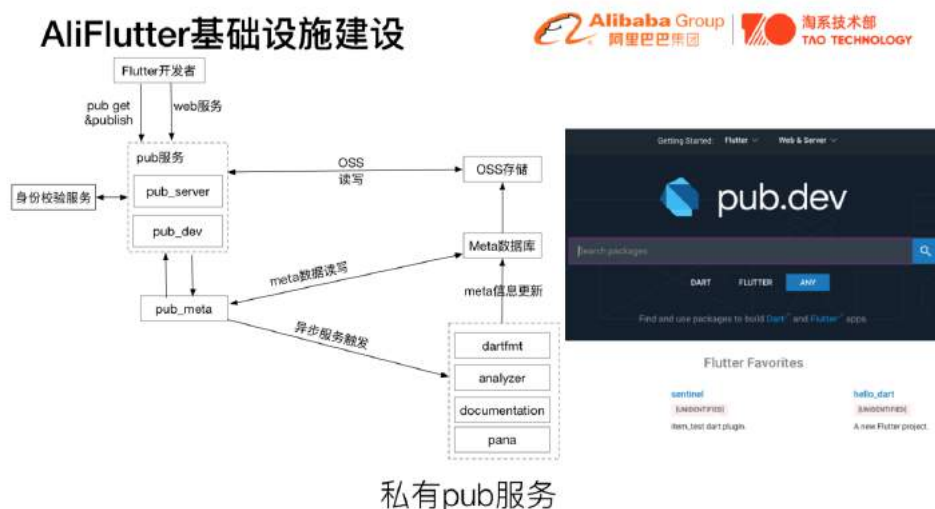 AliFlutter基础设施建设
Alibaba Group
阿里巴巴集团
淘系技术部
TAO TECHNOLOGY
Flutter开发者
pub get
&publish
web服务
pub服务
pub_server
pub_dev
身份校验服务
OSS
读写
OSS存储
Meta数据库
meta数据读写
meta信息更新
pub_meta
异步服务触发
dartfmt
analyzer
documentation
pana
Getting Started: Flutter Web & Server
pub.dev
Search packages
DART FLUTTER ANY
Find and use packages to build Dart and Flutter apps.
Flutter Favorites
sentinel
[UNIDENTIFIED]
item_test dart plugin.
hello_dart
[UNIDENTIFIED]
A new Flutter project.
私有pub服务